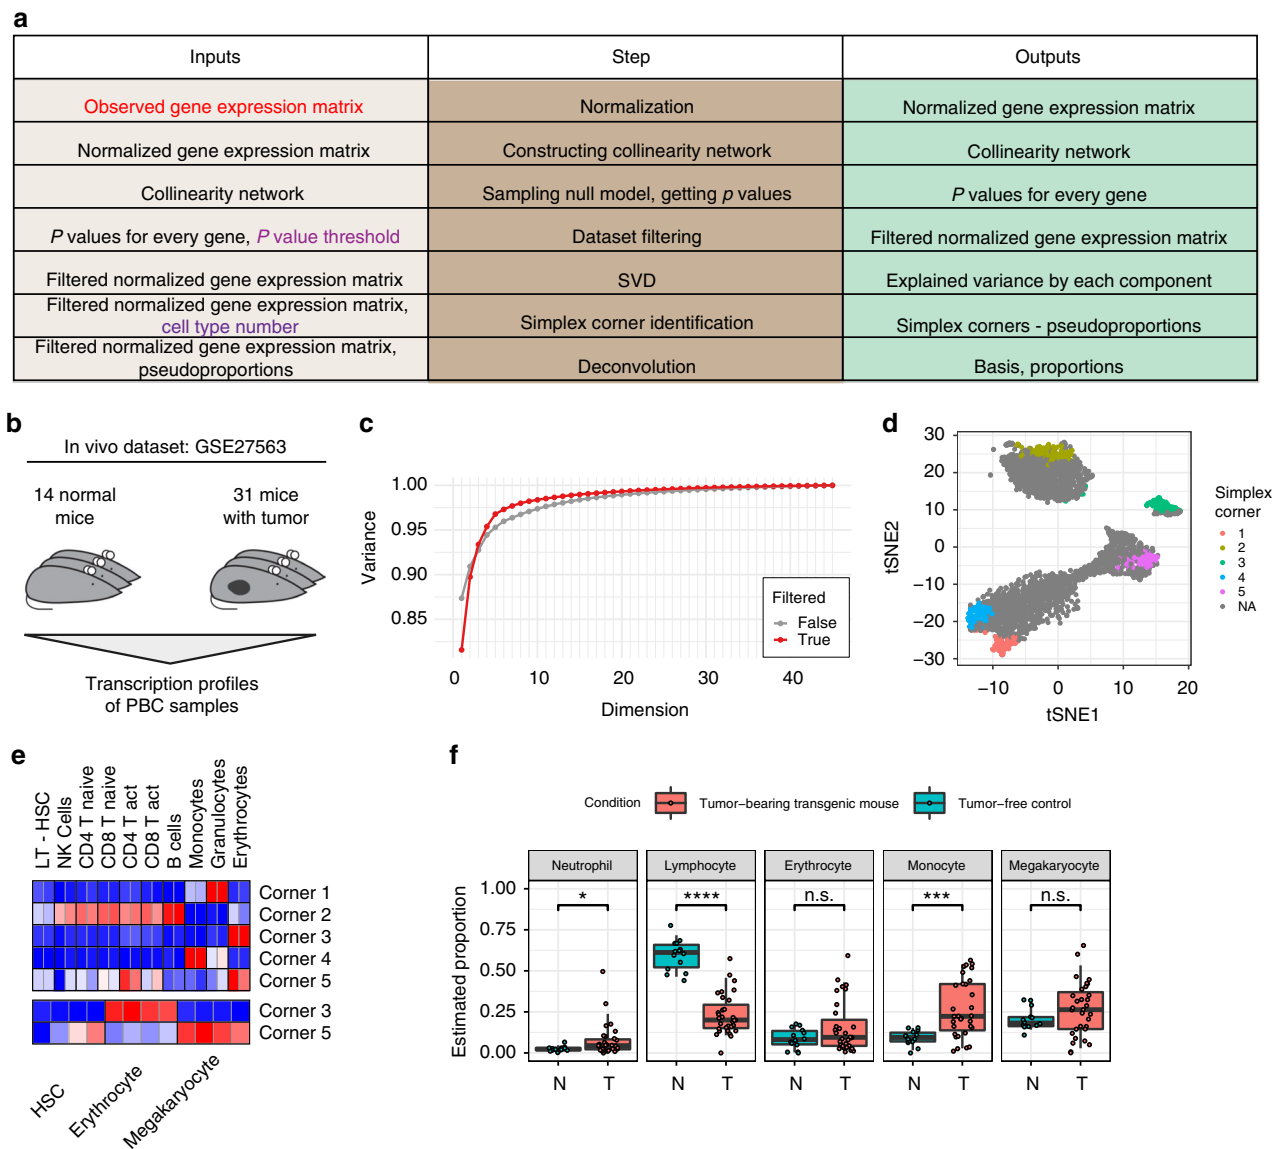 a
Inputs Step Outputs
Observed gene expression matrix Normalization Normalized gene expression matrix
Normalized gene expression matrix Constructing collinearity network Collinearity network
Collinearity network Sampling null model, getting p values P values for every gene
P values for every gene, P value threshold Dataset filtering Filtered normalized gene expression matrix
Filtered normalized gene expression matrix SVD Explained variance by each component
Filtered normalized gene expression matrix,
cell type number Simplex corner identification Simplex corners - pseudoproportions
Filtered normalized gene expression matrix,
pseudoproportions Deconvolution Basis, proportions
b
In vivo dataset: GSE27563
14 normal
mice
31 mice
with tumor
Transcription profiles
of PBC samples
c
Variance
1.00
0.95
0.90
0.85
0 10 20 30 40
Dimension
Filtered
False
True
d
tSNE2
30
20
10
0
−10
−20
−30
−10 0 10 20
tSNE1
Simplex
corner
1
2
3
4
5
NA
e
LT - HSC
NK Cells
CD4 T naive
CD8 T naive
CD4 T act
CD8 T act
B cells
Monocytes
Granulocytes
Erythrocytes
Corner 1
Corner 2
Corner 3
Corner 4
Corner 5
Corner 3
Corner 5
HSC
Erythrocyte
Megakaryocyte
f
Condition Tumor−bearing transgenic mouse Tumor−free control
Neutrophil Lymphocyte Erythrocyte Monocyte Megakaryocyte
Estimated proportion
1.00
0.75
0.50
0.25
0.00
* **** n.s. *** n.s.
N T N T N T N T N T